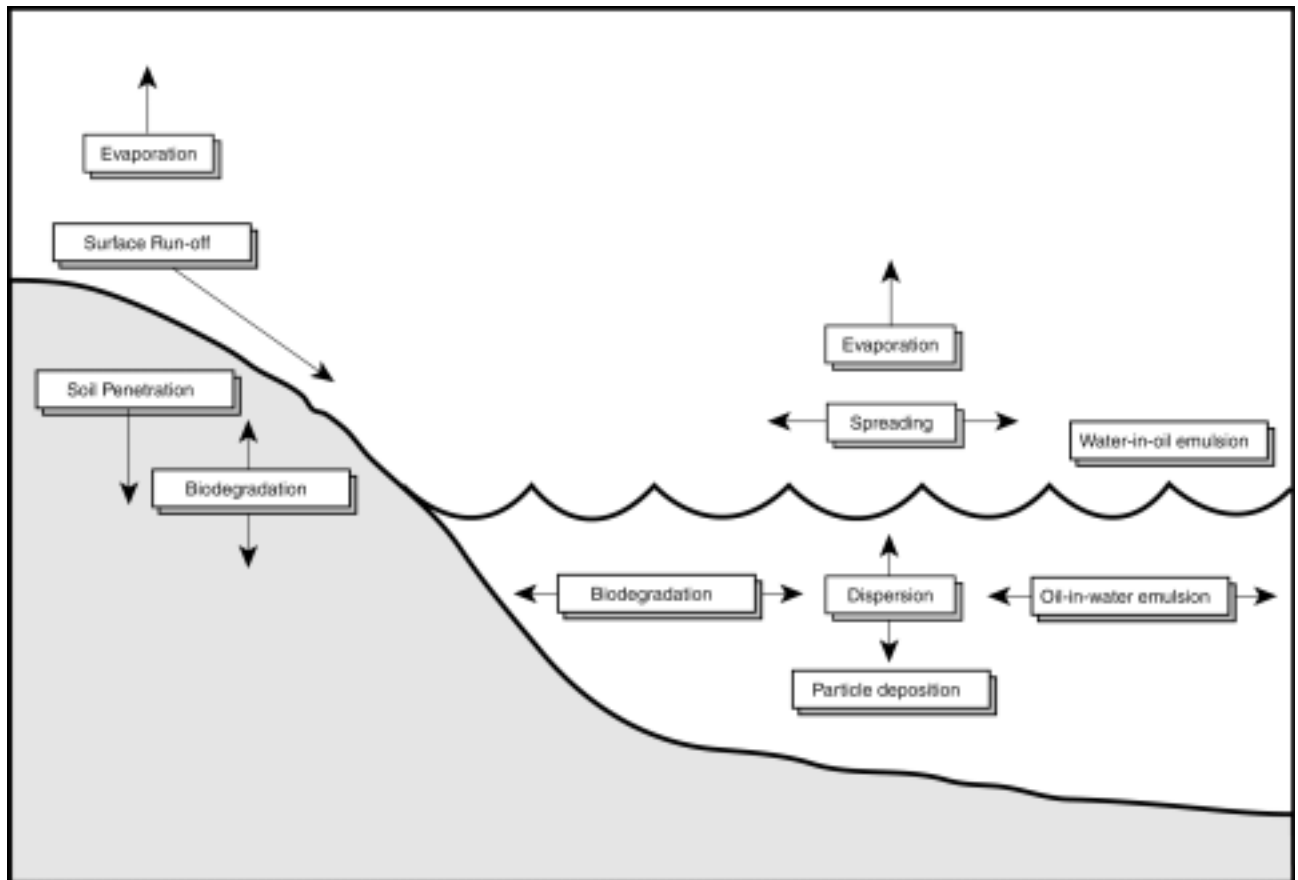 Evaporation
Surface Run-off
Soil Penetration
Biodegradation
Evaporation
Spreading
Water-in-oil emulsion
Biodegradation
Dispersion
Oil-in-water emulsion
Particle deposition